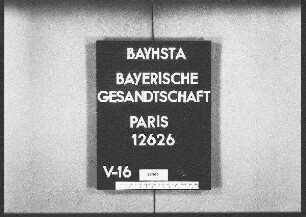 BAYHSTA
BAYERISCHE
GESANDTSCHAFT
PARIS
12626
V-16